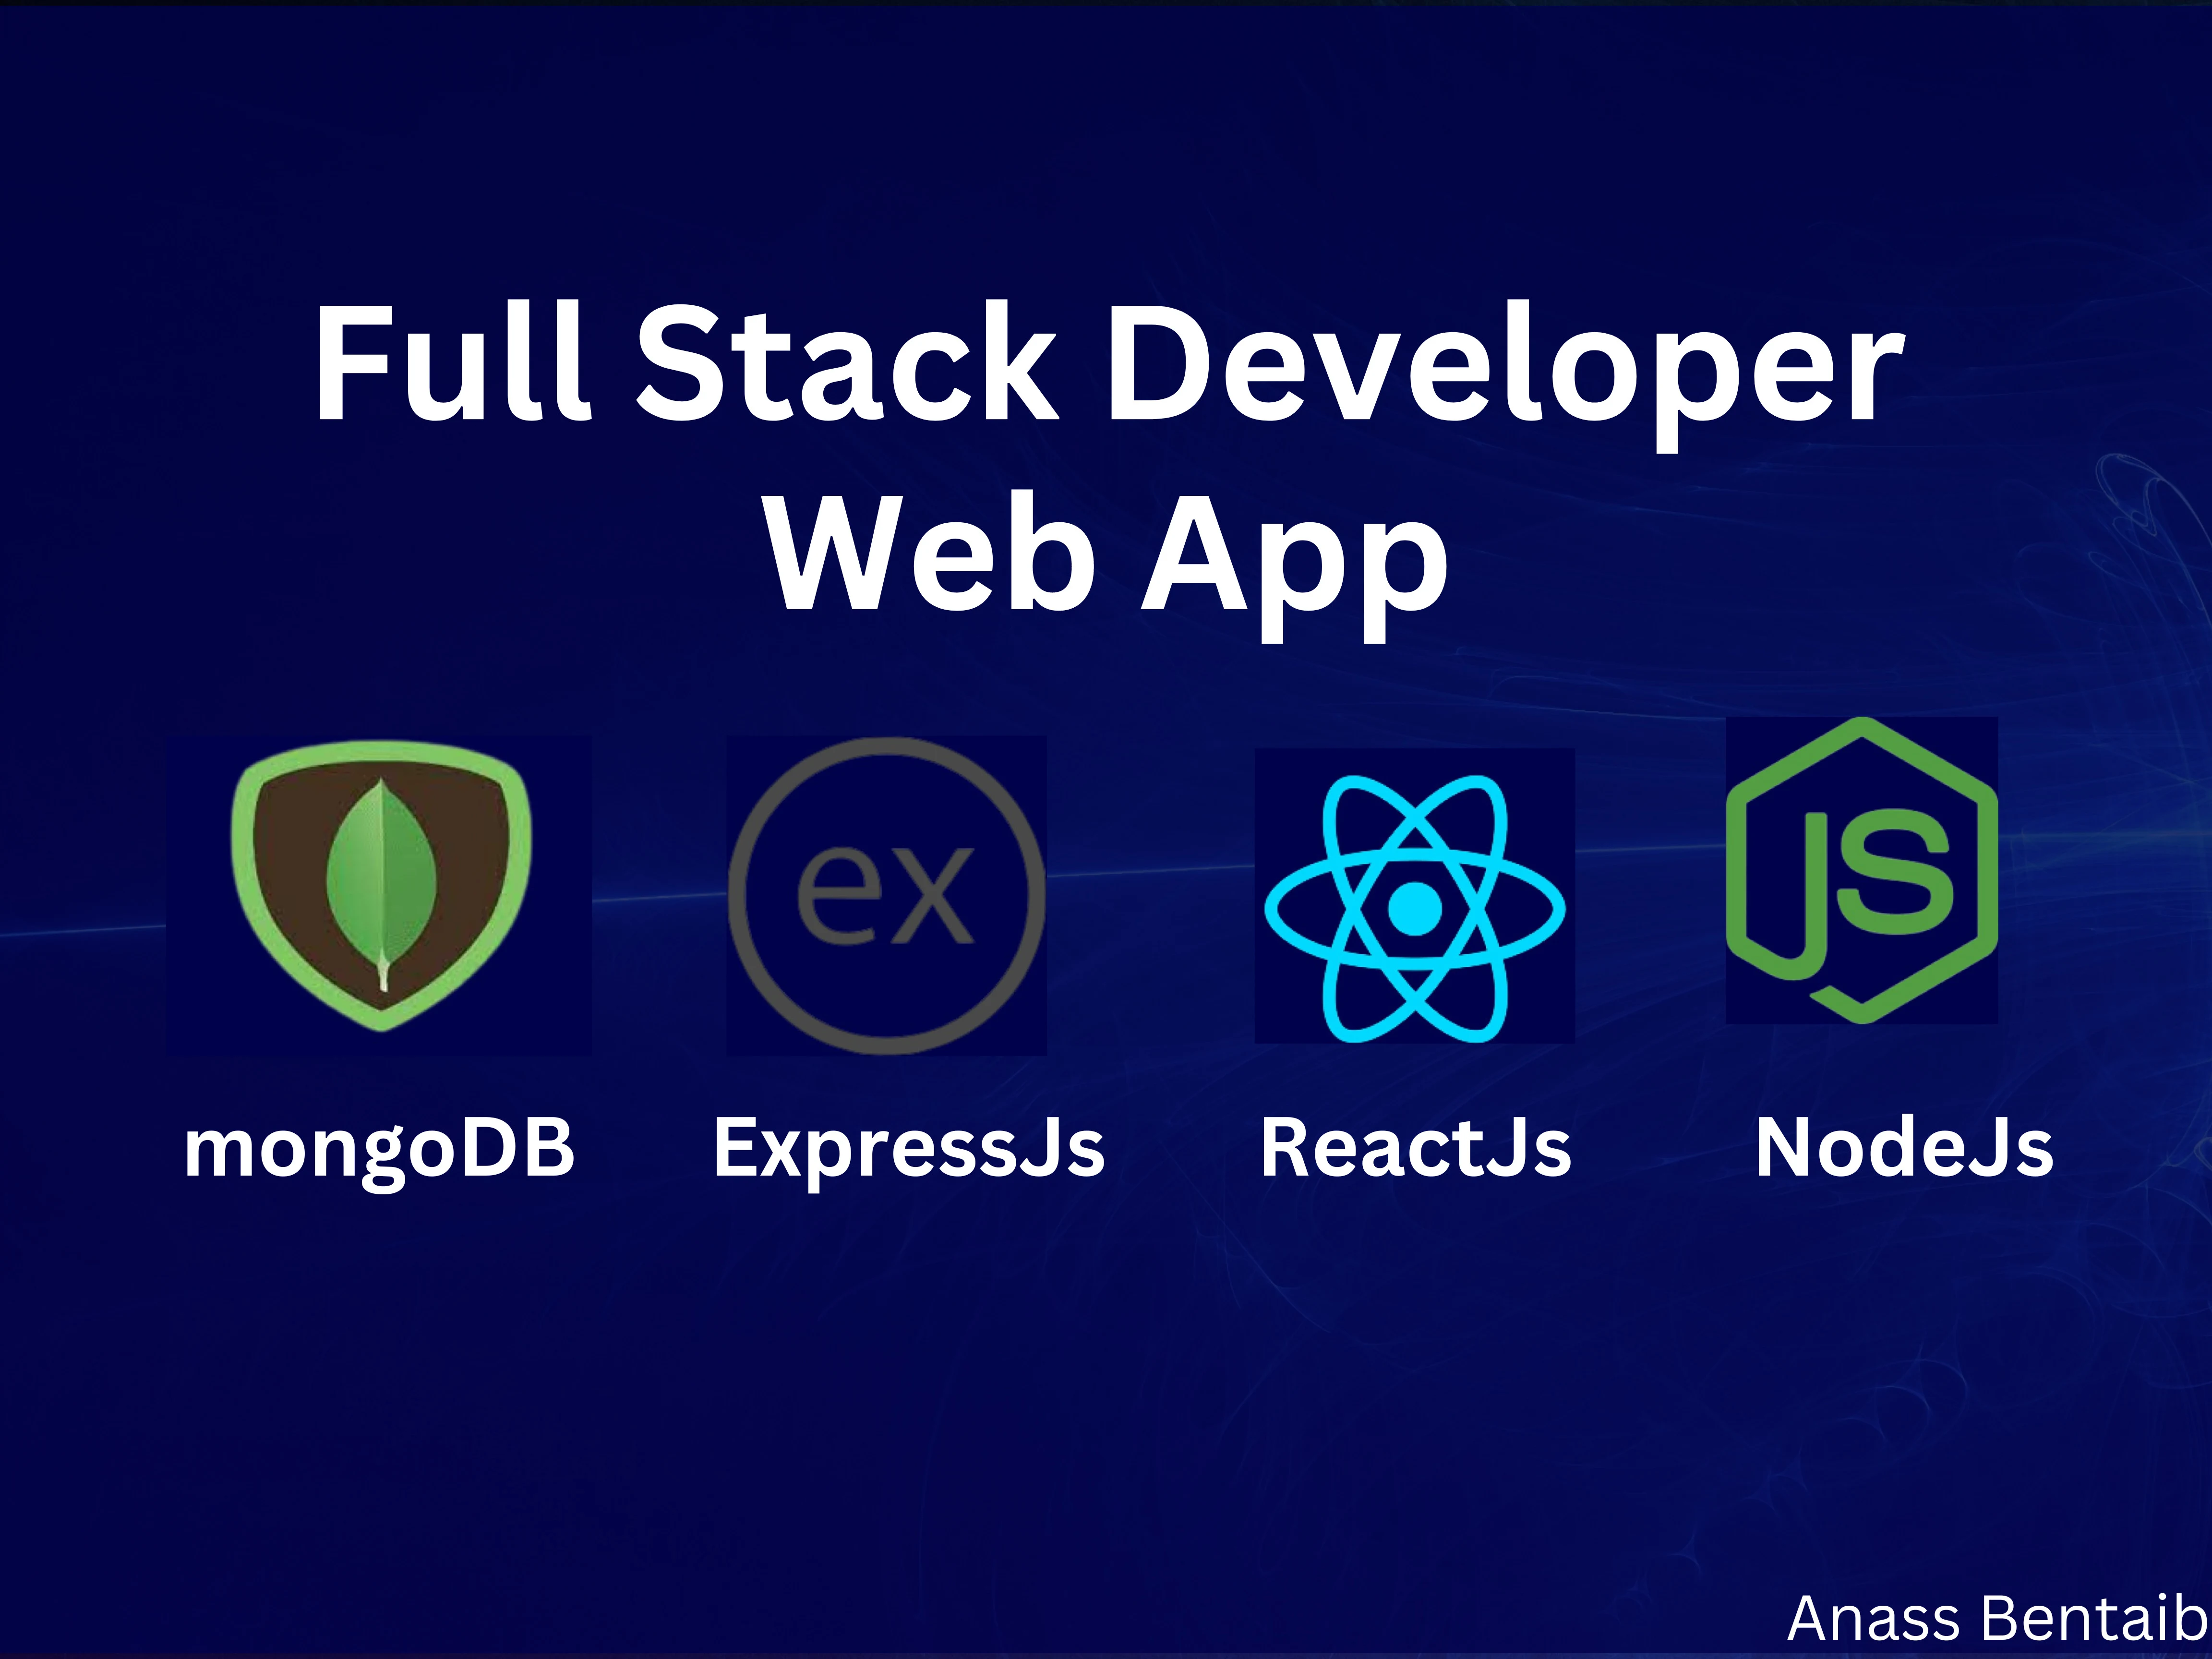 Full Stack Developer
Web App
ex
JS
mongoDB
ExpressJs
ReactJs
NodeJs
Anass Bentaib